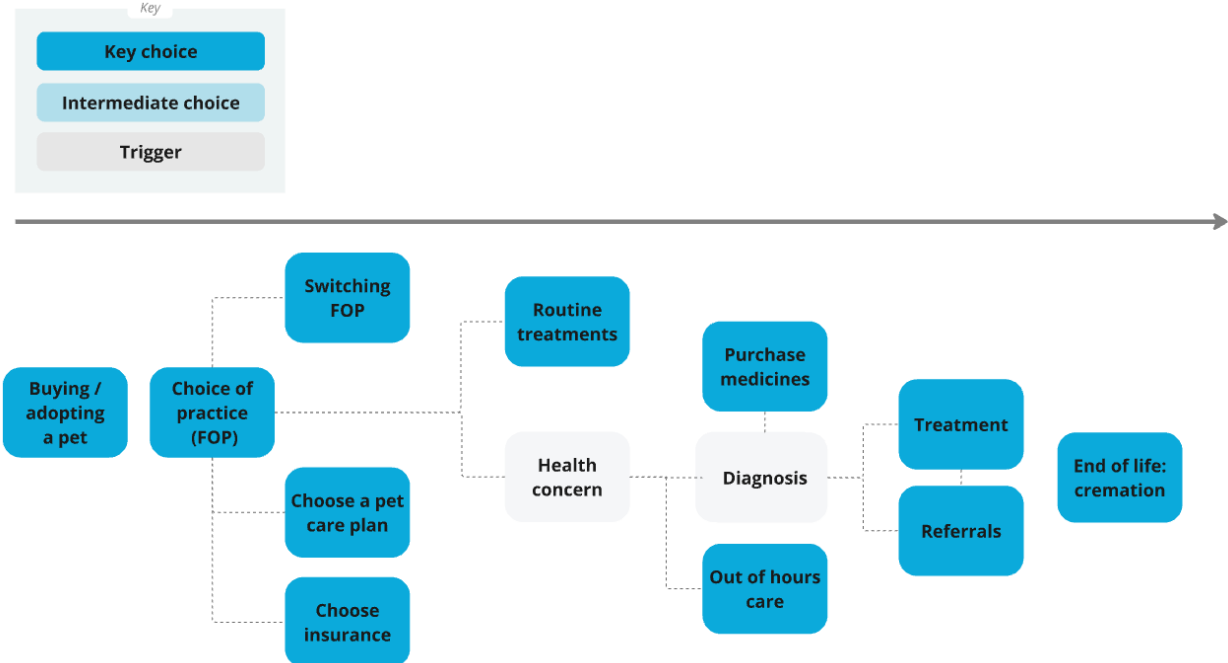 Key
Key choice
Intermediate choice
Trigger
Switching
FOP
Routine
treatments
Purchase
medicines
Buying /
adopting
a pet
Choice of
practice
(FOP)
Treatment
Health
concern
Diagnosis
End of life:
cremation
Choose a pet
care plan
Referrals
Out of hours
care
Choose
insurance